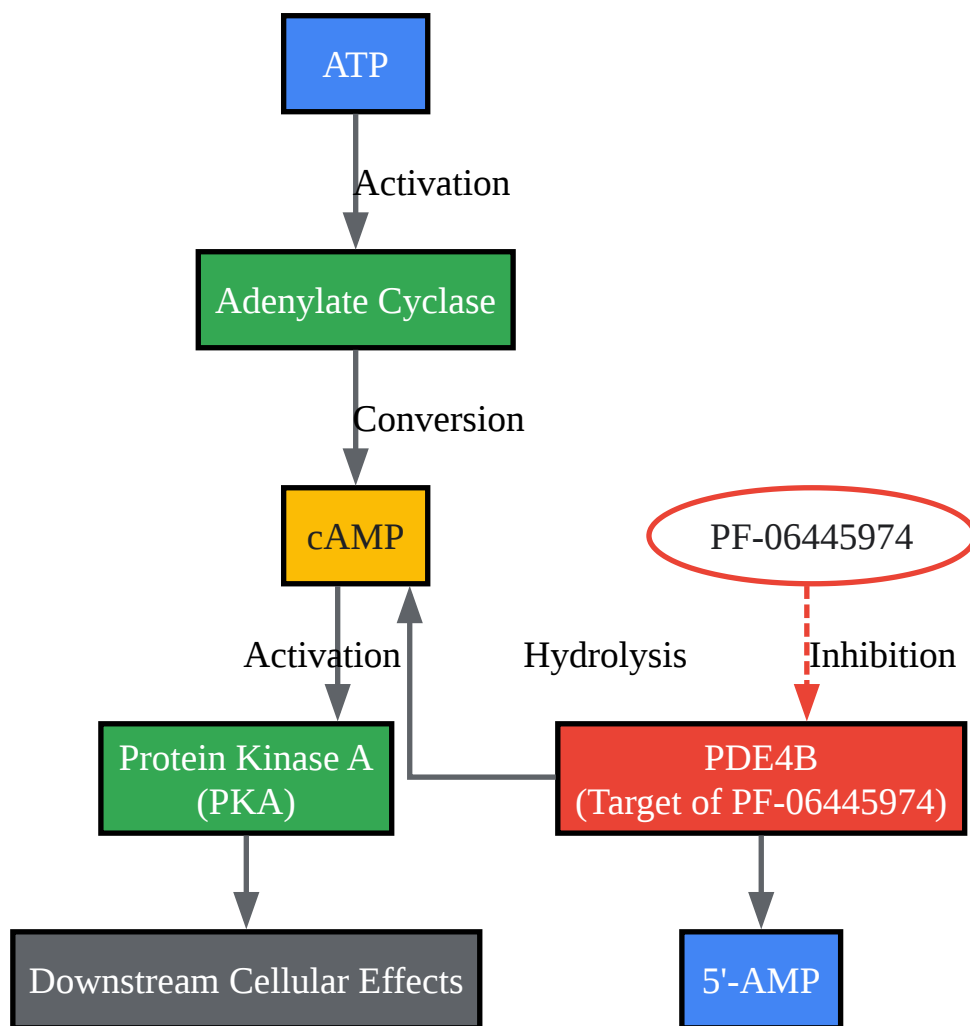 ATP
Activation
Adenylate Cyclase
Conversion
cAMP
PF-06445974
Activation
Hydrolysis
Inhibition
Protein Kinase A
(PKA)
PDE4B
(Target of PF-06445974)
Downstream Cellular Effects
5'-AMP